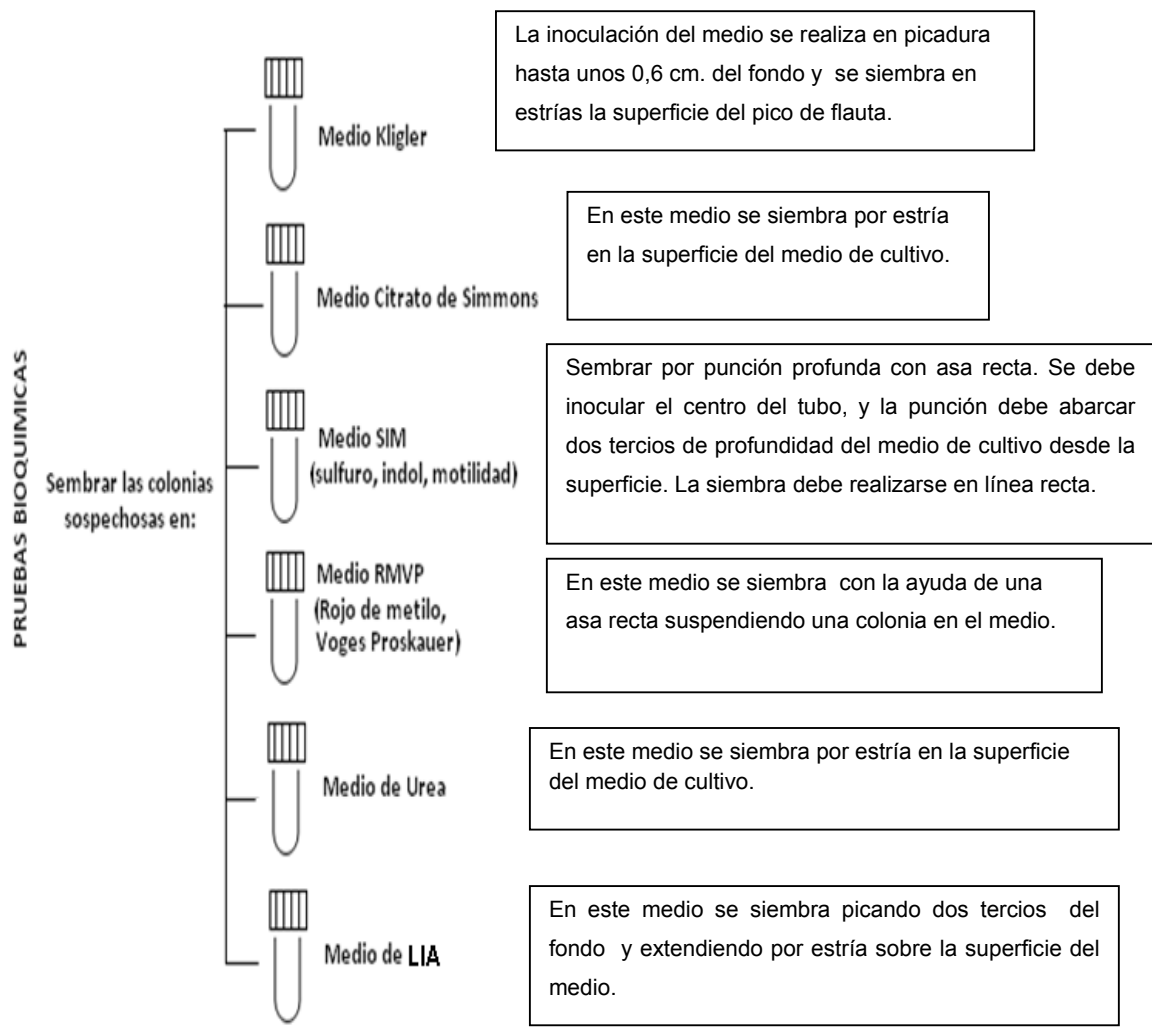 PRUEBAS BIOQUIMICAS
Sembrar las colonias
sospechosas en:
Medio Kligler
La inoculación del medio se realiza en picadura
hasta unos 0,6 cm. del fondo y se siembra en
estrías la superficie del pico de flauta.
Medio Citrato de Simmons
En este medio se siembra por estría
en la superficie del medio de cultivo.
Medio SIM
(sulfuro, indol, motilidad)
Sembrar por punción profunda con asa recta. Se debe
inocular el centro del tubo, y la punción debe abarcar
dos tercios de profundidad del medio de cultivo desde la
superficie. La siembra debe realizarse en línea recta.
Medio RMVP
(Rojo de metilo,
Voges Proskauer)
En este medio se siembra con la ayuda de una
asa recta suspendiendo una colonia en el medio.
Medio de Urea
En este medio se siembra por estría en la superficie
del medio de cultivo.
Medio de LIA
En este medio se siembra picando dos tercios del
fondo y extendiendo por estría sobre la superficie del
medio.